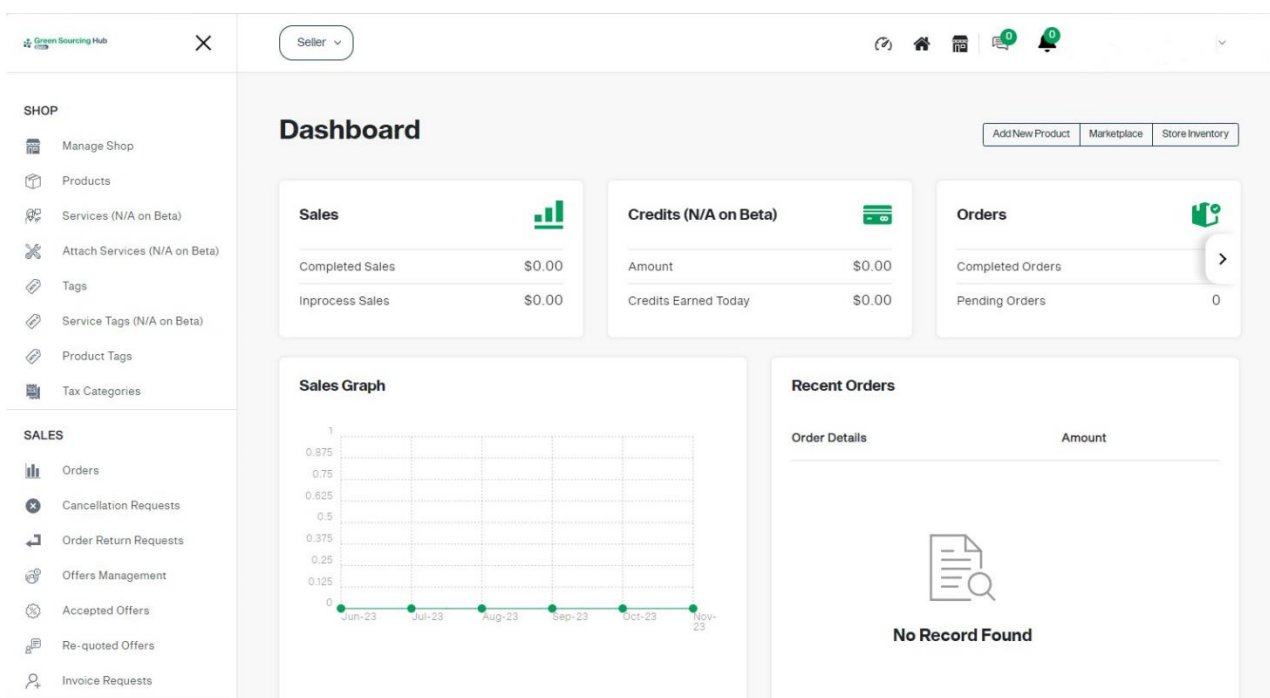 Green Sourcing Hub
Seller
0
0
SHOP
Manage Shop
Products
Services (N/A on Beta)
Attach Services (N/A on Beta)
Tags
Service Tags (N/A on Beta)
Product Tags
Tax Categories
SALES
Orders
Cancellation Requests
Order Return Requests
Offers Management
Accepted Offers
Re-quoted Offers
Invoice Requests
Dashboard
Add New Product Marketplace Store Inventory
Sales
Completed Sales $0.00
Inprocess Sales $0.00
Credits (N/A on Beta)
Amount $0.00
Credits Earned Today $0.00
Orders
Completed Orders
Pending Orders 0
Sales Graph
1
0.875
0.75
0.625
0.5
0.375
0.25
0.125
0
Jun-23 Jul-23 Aug-23 Sep-23 Oct-23 Nov-23
Recent Orders
Order Details Amount
No Record Found